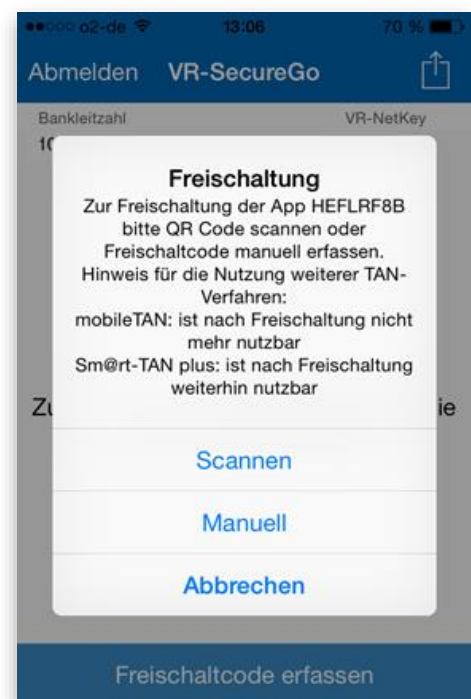 o2-de 13:06 70 %
Abmelden VR-SecureGo
Bankleitzahl VR-NetKey
10
Freischaltung
Zur Freischaltung der App HEFLRF8B
bitte QR Code scannen oder
Freischaltcode manuell erfassen.
Hinweis für die Nutzung weiterer TAN-
Verfahren:
mobileTAN: ist nach Freischaltung nicht
mehr nutzbar
Sm@rt-TAN plus: ist nach Freischaltung
weiterhin nutzbar
Scannen
Manuell
Abbrechen
Freischaltcode erfassen